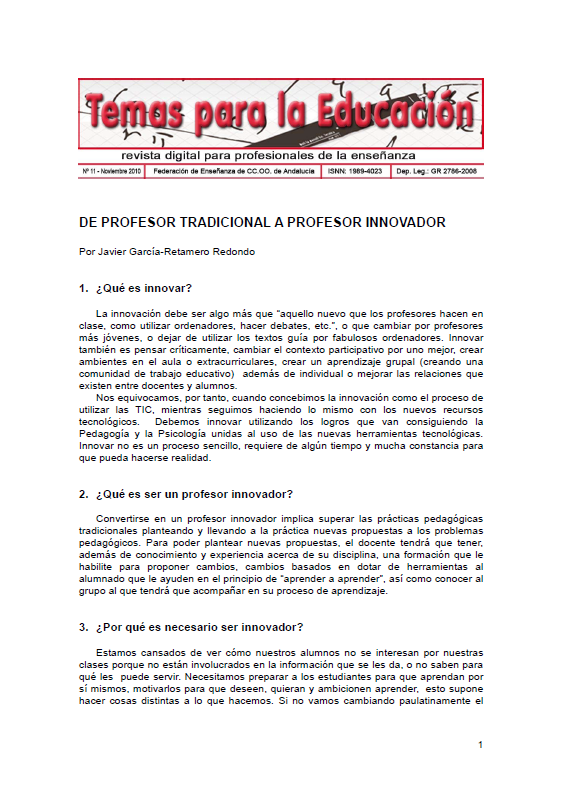 Temas para la Educación
revista digital para profesionales de la enseñanza
Nº 11 - Noviembre 2010 Federación de Enseñanza de CC.OO. de Andalucía ISNN: 1989-4023 Dep. Leg.: GR 2786-2008
DE PROFESOR TRADICIONAL A PROFESOR INNOVADOR
Por Javier García-Retamero Redondo
1. ¿Qué es innovar?
La innovación debe ser algo más que “aquello nuevo que los profesores hacen en
clase, como utilizar ordenadores, hacer debates, etc.”, o que cambiar por profesores
más jóvenes, o dejar de utilizar los textos guía por fabulosos ordenadores. Innovar
también es pensar críticamente, cambiar el contexto participativo por uno mejor, crear
ambientes en el aula o extracurriculares, crear un aprendizaje grupal (creando una
comunidad de trabajo educativo) además de individual o mejorar las relaciones que
existen entre docentes y alumnos.
Nos equivocamos, por tanto, cuando concebimos la innovación como el proceso de
utilizar las TIC, mientras seguimos haciendo lo mismo con los nuevos recursos
tecnológicos. Debemos innovar utilizando los logros que van consiguiendo la
Pedagogía y la Psicología unidas al uso de las nuevas herramientas tecnológicas.
Innovar no es un proceso sencillo, requiere de algún tiempo y mucha constancia para
que pueda hacerse realidad.
2. ¿Qué es ser un profesor innovador?
Convertirse en un profesor innovador implica superar las prácticas pedagógicas
tradicionales planteando y llevando a la práctica nuevas propuestas a los problemas
pedagógicos. Para poder plantear nuevas propuestas, el docente tendrá que tener,
además de conocimiento y experiencia acerca de su disciplina, una formación que le
habilite para proponer cambios, cambios basados en dotar de herramientas al
alumnado que le ayuden en el principio de “aprender a aprender”, así como conocer al
grupo al que tendrá que acompañar en su proceso de aprendizaje.
3. ¿Por qué es necesario ser innovador?
Estamos cansados de ver cómo nuestros alumnos no se interesan por nuestras
clases porque no están involucrados en la información que se les da, o no saben para
qué les puede servir. Necesitamos preparar a los estudiantes para que aprendan por
sí mismos, motivarlos para que deseen, quieran y ambicionen aprender, esto supone
hacer cosas distintas a lo que hacemos. Si no vamos cambiando paulatinamente el
1